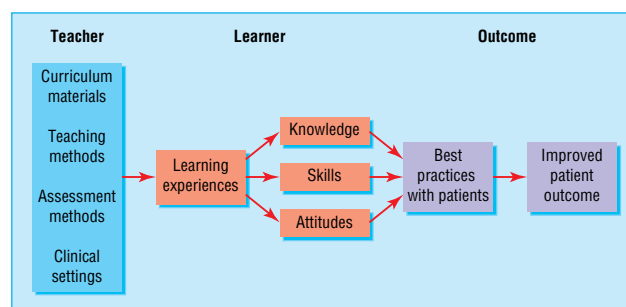 Teacher
Learner
Outcome
Curriculum
materials
Teaching
methods
Assessment
methods
Clinical
settings
Learning
experiences
Knowledge
Skills
Attitudes
Best
practices
with patients
Improved
patient
outcome